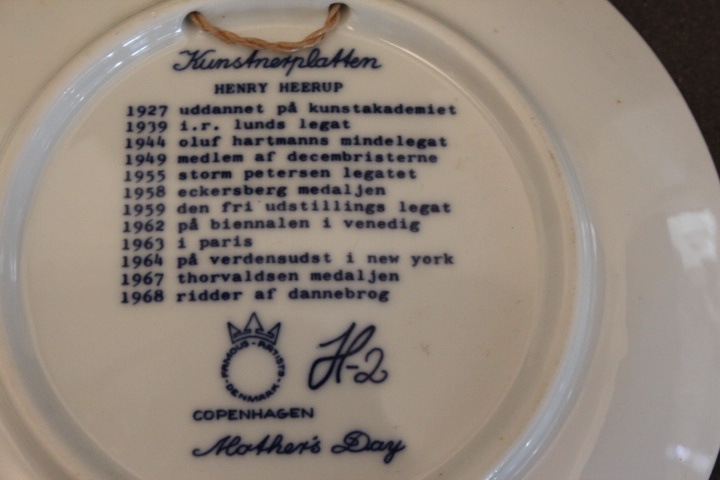 Kunstnerplatten
HENRY HEERUP
1927 uddannet på kunstakademiet
1939 i.r. lunds legat
1944 oluf hartmanns mindelegat
1949 medlem af decembristerne
1955 storm petersen legatet
1958 eckersberg medaljen
1959 den fri udstillings legat
1962 på biennalen i venedig
1963 i paris
1964 på verdensudst i new york
1967 thorvaldsen medaljen
1968 ridder af dannebrog
FAMOUS - ARTISTS - DENMARK -
H-2
COPENHAGEN
Mother's Day